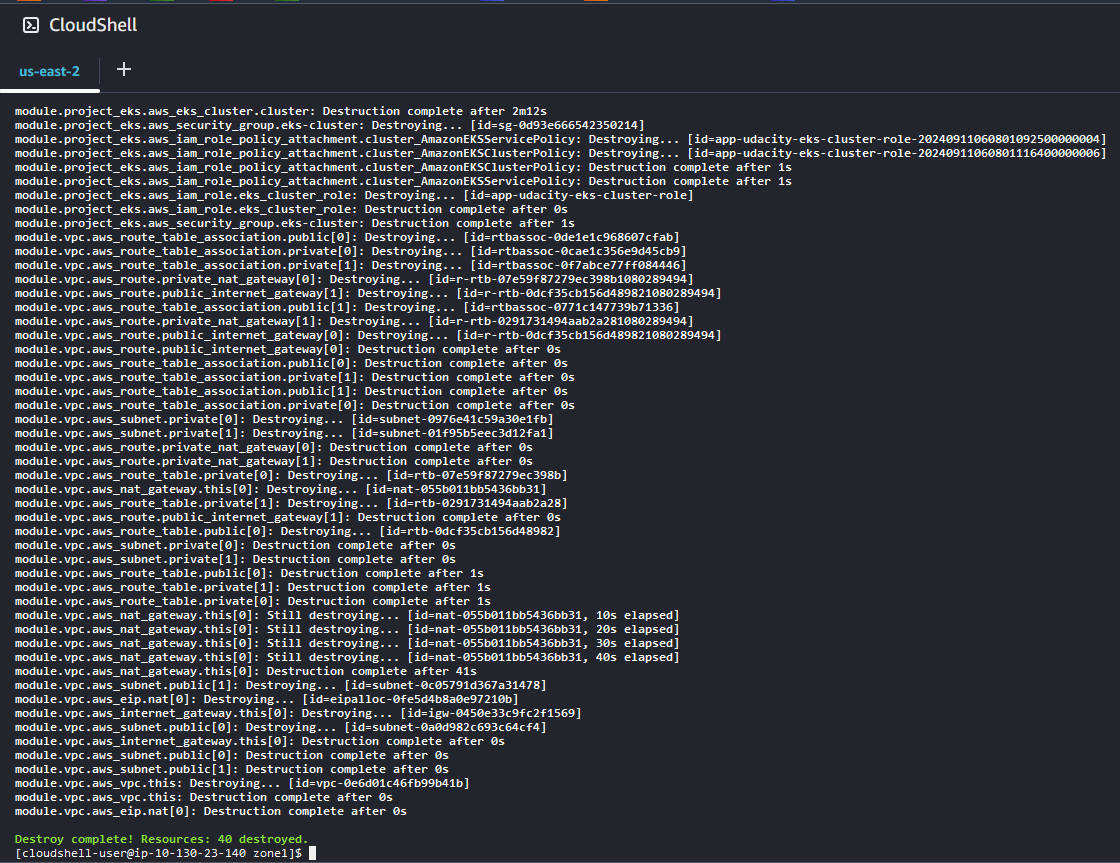 CloudShell
us-east-2 +
module.project_eks.aws_eks_cluster.cluster: Destruction complete after 2m12s
module.project_eks.aws_security_group.eks-cluster: Destroying... [id=sg-0d93e666542350214]
module.project_eks.aws_iam_role_policy_attachment.cluster_AmazonEKSServicePolicy: Destroying... [id=app-udacity-eks-cluster-role-20240911060801092500000004]
module.project_eks.aws_iam_role_policy_attachment.cluster_AmazonEKSClusterPolicy: Destroying... [id=app-udacity-eks-cluster-role-20240911060801116400000006]
module.project_eks.aws_iam_role_policy_attachment.cluster_AmazonEKSClusterPolicy: Destruction complete after 1s
module.project_eks.aws_iam_role_policy_attachment.cluster_AmazonEKSServicePolicy: Destruction complete after 1s
module.project_eks.aws_iam_role.eks_cluster_role: Destroying... [id=app-udacity-eks-cluster-role]
module.project_eks.aws_iam_role.eks_cluster_role: Destruction complete after 0s
module.project_eks.aws_security_group.eks-cluster: Destruction complete after 1s
module.vpc.aws_route_table_association.public[0]: Destroying... [id=rtbassoc-0de1e1c968607cfab]
module.vpc.aws_route_table_association.private[0]: Destroying... [id=rtbassoc-0cae1c356e9d45cb9]
module.vpc.aws_route_table_association.private[1]: Destroying... [id=rtbassoc-0f7abce77ff084446]
module.vpc.aws_route.private_nat_gateway[0]: Destroying... [id=r-rtb-07e59f87279ec398b1080289494]
module.vpc.aws_route.public_internet_gateway[1]: Destroying... [id=r-rtb-0dcf35cb156d489821080289494]
module.vpc.aws_route_table_association.public[1]: Destroying... [id=rtbassoc-0771c147739b71336]
module.vpc.aws_route.private_nat_gateway[1]: Destroying... [id=r-rtb-0291731494aab2a281080289494]
module.vpc.aws_route.public_internet_gateway[0]: Destroying... [id=r-rtb-0dcf35cb156d489821080289494]
module.vpc.aws_route.public_internet_gateway[0]: Destruction complete after 0s
module.vpc.aws_route_table_association.public[0]: Destruction complete after 0s
module.vpc.aws_route_table_association.private[1]: Destruction complete after 0s
module.vpc.aws_route_table_association.public[1]: Destruction complete after 0s
module.vpc.aws_route_table_association.private[0]: Destruction complete after 0s
module.vpc.aws_subnet.private[0]: Destroying... [id=subnet-0976e41c59a30e1fb]
module.vpc.aws_subnet.private[1]: Destroying... [id=subnet-01f95b5eec3d12fa1]
module.vpc.aws_route.private_nat_gateway[0]: Destruction complete after 0s
module.vpc.aws_route.private_nat_gateway[1]: Destruction complete after 0s
module.vpc.aws_route_table.private[0]: Destroying... [id=rtb-07e59f87279ec398b]
module.vpc.aws_nat_gateway.this[0]: Destroying... [id=nat-055b011bb5436bb31]
module.vpc.aws_route_table.private[1]: Destroying... [id=rtb-0291731494aab2a28]
module.vpc.aws_route.public_internet_gateway[1]: Destruction complete after 0s
module.vpc.aws_route_table.public[0]: Destroying... [id=rtb-0dcf35cb156d48982]
module.vpc.aws_subnet.private[0]: Destruction complete after 0s
module.vpc.aws_subnet.private[1]: Destruction complete after 0s
module.vpc.aws_route_table.public[0]: Destruction complete after 1s
module.vpc.aws_route_table.private[1]: Destruction complete after 1s
module.vpc.aws_route_table.private[0]: Destruction complete after 1s
module.vpc.aws_nat_gateway.this[0]: Still destroying... [id=nat-055b011bb5436bb31, 10s elapsed]
module.vpc.aws_nat_gateway.this[0]: Still destroying... [id=nat-055b011bb5436bb31, 20s elapsed]
module.vpc.aws_nat_gateway.this[0]: Still destroying... [id=nat-055b011bb5436bb31, 30s elapsed]
module.vpc.aws_nat_gateway.this[0]: Still destroying... [id=nat-055b011bb5436bb31, 40s elapsed]
module.vpc.aws_nat_gateway.this[0]: Destruction complete after 41s
module.vpc.aws_subnet.public[1]: Destroying... [id=subnet-0c05791d367a31478]
module.vpc.aws_eip.nat[0]: Destroying... [id=eipalloc-0fe5d4b8a0e97210b]
module.vpc.aws_internet_gateway.this[0]: Destroying... [id=igw-0450e33c9fc2f1569]
module.vpc.aws_subnet.public[0]: Destroying... [id=subnet-0a0d982c693c64cf4]
module.vpc.aws_internet_gateway.this[0]: Destruction complete after 0s
module.vpc.aws_subnet.public[0]: Destruction complete after 0s
module.vpc.aws_subnet.public[1]: Destruction complete after 0s
module.vpc.aws_vpc.this: Destroying... [id=vpc-0e6d01c46fb99b41b]
module.vpc.aws_vpc.this: Destruction complete after 0s
module.vpc.aws_eip.nat[0]: Destruction complete after 0s
Destroy complete! Resources: 40 destroyed.
[cloudshell-user@ip-10-130-23-140 zone1]$